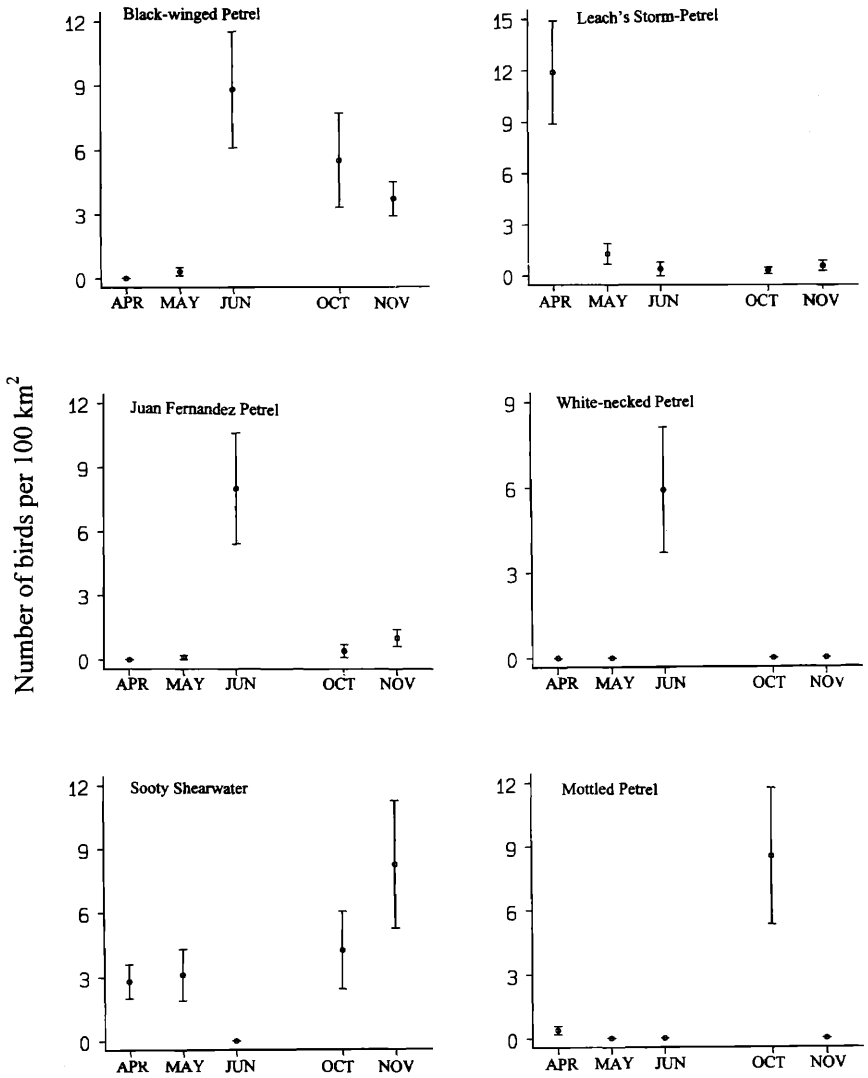 Number of birds per 100 km²
Black-winged Petrel
12
9
6
3
0
APR MAY JUN OCT NOV
Leach's Storm-Petrel
15
12
9
6
3
0
APR MAY JUN OCT NOV
Juan Fernandez Petrel
12
9
6
3
0
APR MAY JUN OCT NOV
White-necked Petrel
9
6
3
0
APR MAY JUN OCT NOV
Sooty Shearwater
12
9
6
3
0
APR MAY JUN OCT NOV
Mottled Petrel
12
9
6
3
0
APR MAY JUN OCT NOV